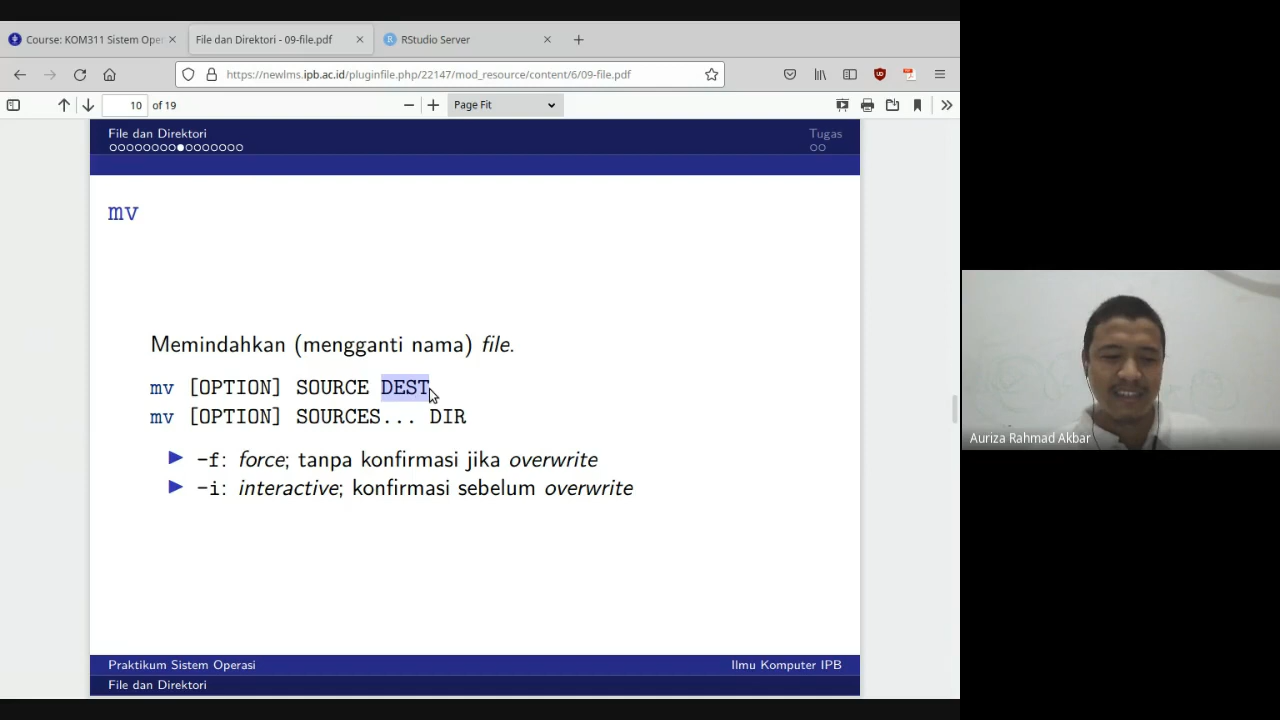 Course: KOM311 Sistem Oper
File dan Direktori - 09-file.pdf
RStudio Server
https://newlms.ipb.ac.id/pluginfile.php/22147/mod_resource/content/6/09-file.pdf
10 of 19
Page Fit
File dan Direktori
Tugas
mv
Memindahkan (mengganti nama) file.
mv [OPTION] SOURCE DEST
mv [OPTION] SOURCES... DIR
-f: force; tanpa konfirmasi jika overwrite
-i: interactive; konfirmasi sebelum overwrite
Auriza Rahmad Akbar
Praktikum Sistem Operasi
Ilmu Komputer IPB
File dan Direktori